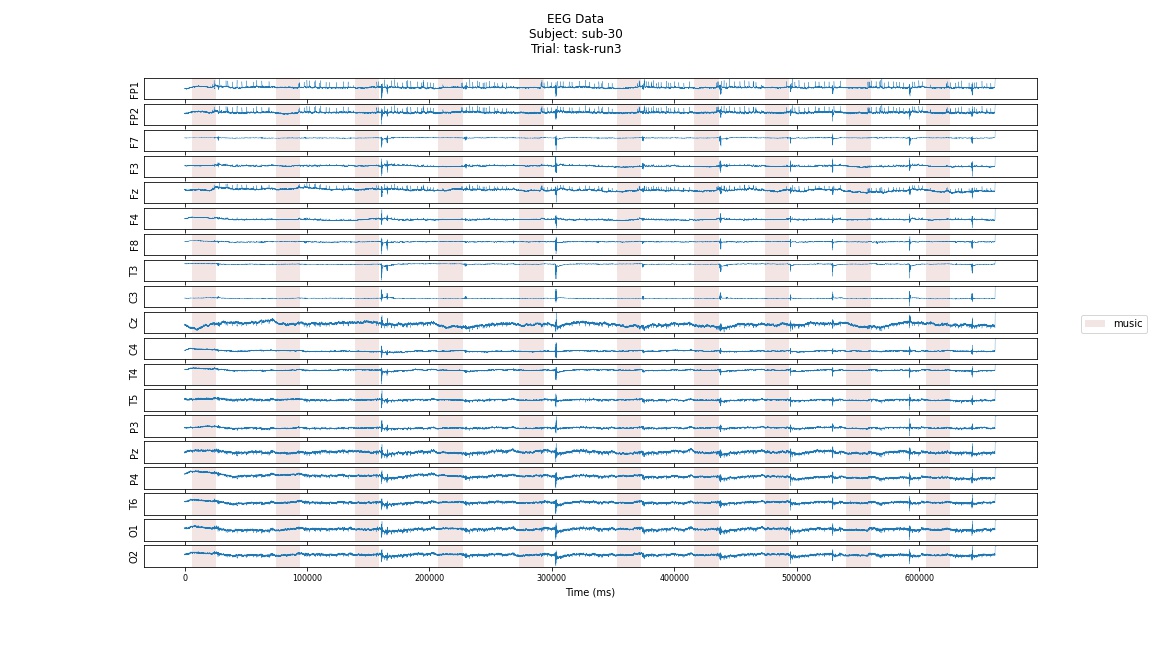 EEG Data
Subject: sub-30
Trial: task-run3
FP1
FP2
F7
F3
Fz
F4
F8
T3
C3
Cz
C4
T4
T5
P3
Pz
P4
T6
O1
O2
music
0 100000 200000 300000 400000 500000 600000
Time (ms)